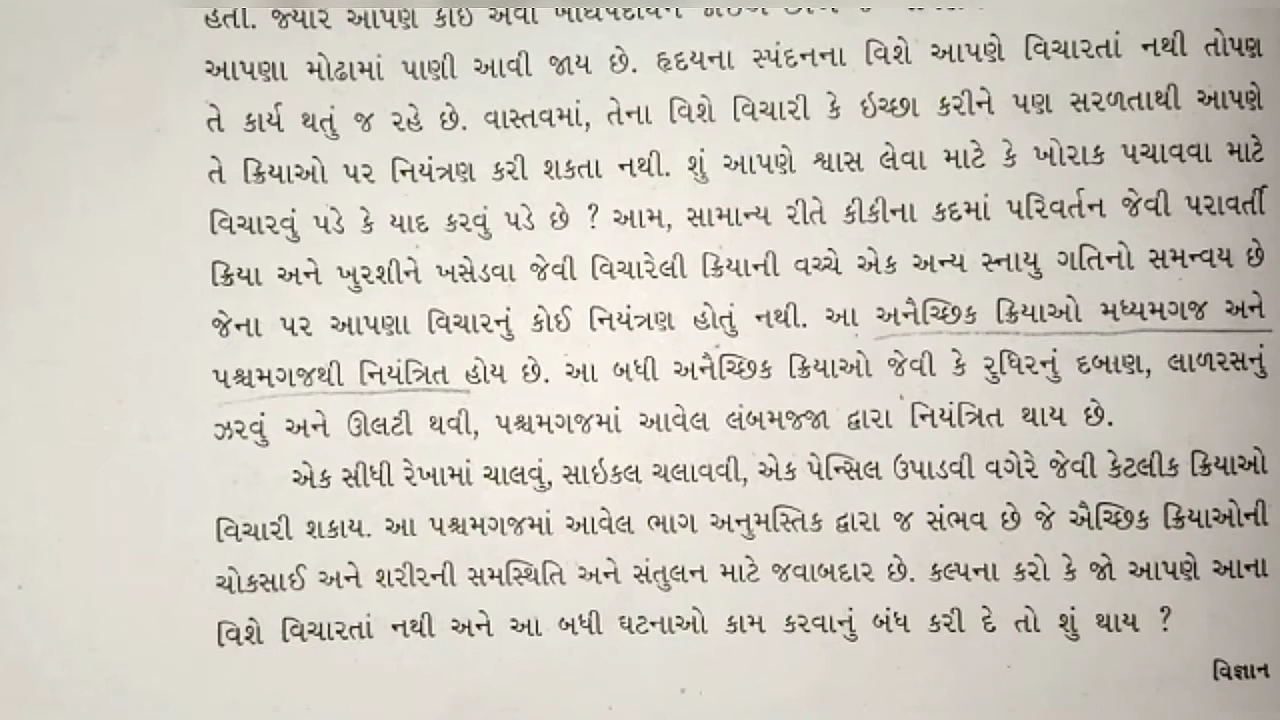 હતી. જ્યારે આપણે કોઈ એવા ખાદ્યપદાર્થને
આપણા મોઢામાં પાણી આવી જાય છે. હૃદયના સ્પંદનના વિશે આપણે વિચારતાં નથી તોપણ
તે કાર્ય થતું જ રહે છે. વાસ્તવમાં, તેના વિશે વિચારી કે ઇચ્છા કરીને પણ સરળતાથી આપણે
તે ક્રિયાઓ પર નિયંત્રણ કરી શકતા નથી. શું આપણે શ્વાસ લેવા માટે કે ખોરાક પચાવવા માટે
વિચારવું પડે કે યાદ કરવું પડે છે ? આમ, સામાન્ય રીતે કીકીના કદમાં પરિવર્તન જેવી પરાવર્તી
ક્રિયા અને ખુરશીને ખસેડવા જેવી વિચારેલી ક્રિયાની વચ્ચે એક અન્ય સ્નાયુ ગતિનો સમન્વય છે
જેના પર આપણા વિચારનું કોઈ નિયંત્રણ હોતું નથી. આ અનૈચ્છિક ક્રિયાઓ મધ્યમગજ અને
પશ્ચમગજથી નિયંત્રિત હોય છે. આ બધી અનૈચ્છિક ક્રિયાઓ જેવી કે રુધિરનું દબાણ, લાળરસનું
ઝરવું અને ઊલટી થવી, પશ્ચમગજમાં આવેલ લંબમજ્જા દ્વારા નિયંત્રિત થાય છે.
એક સીધી રેખામાં ચાલવું, સાઇકલ ચલાવવી, એક પેન્સિલ ઉપાડવી વગેરે જેવી કેટલીક ક્રિયાઓ
વિચારી શકાય. આ પશ્ચમગજમાં આવેલ ભાગ અનુમસ્તિક દ્વારા જ સંભવ છે જે ઐચ્છિક ક્રિયાઓની
ચોકસાઈ અને શરીરની સમસ્થિતિ અને સંતુલન માટે જવાબદાર છે. કલ્પના કરો કે જો આપણે આના
વિશે વિચારતાં નથી અને આ બધી ઘટનાઓ કામ કરવાનું બંધ કરી દે તો શું થાય ?
વિજ્ઞાન